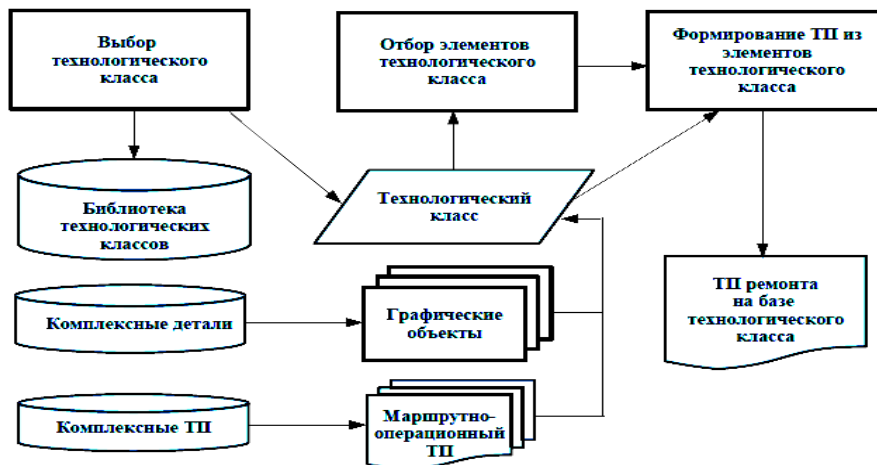 Выбор
технологического
класса
Отбор элементов
технологического
класса
Формирование ТП из
элементов
технологического
класса
Библиотека
технологических
классов
Технологический
класс
Комплексные детали
Графические
объекты
ТП ремонта
на базе
технологического
класса
Комплексные ТП
Маршрутно-
операционный
ТП